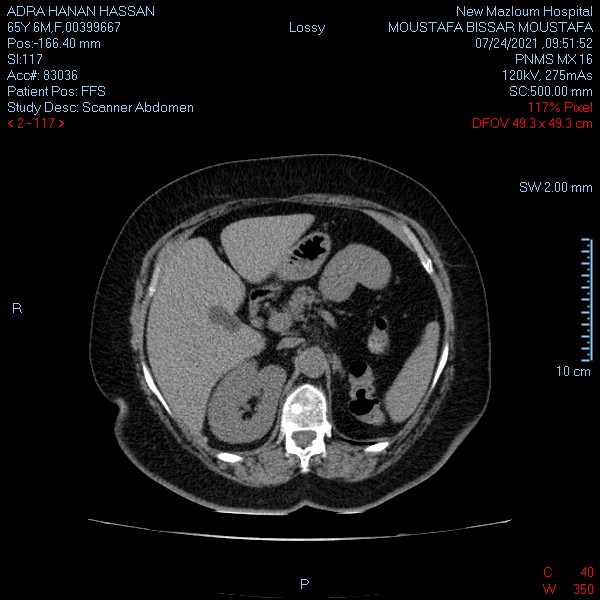 ADRA HANAN HASSAN
65Y 6M,F,00399667
Pos:-166.40 mm
SI:117
Acc#: 83036
Patient Pos: FFS
Study Desc: Scanner Abdomen
< 2 - 117 >
Lossy
New Mazloum Hospital
MOUSTAFA BISSAR MOUSTAFA
07/24/2021 ,09:51:52
PNMS MX 16
120kV, 275mAs
SC:500.00 mm
117% Pixel
DFOV 49.3 x 49.3 cm
SW 2.00 mm
R
10 cm
P
C 40
W 350